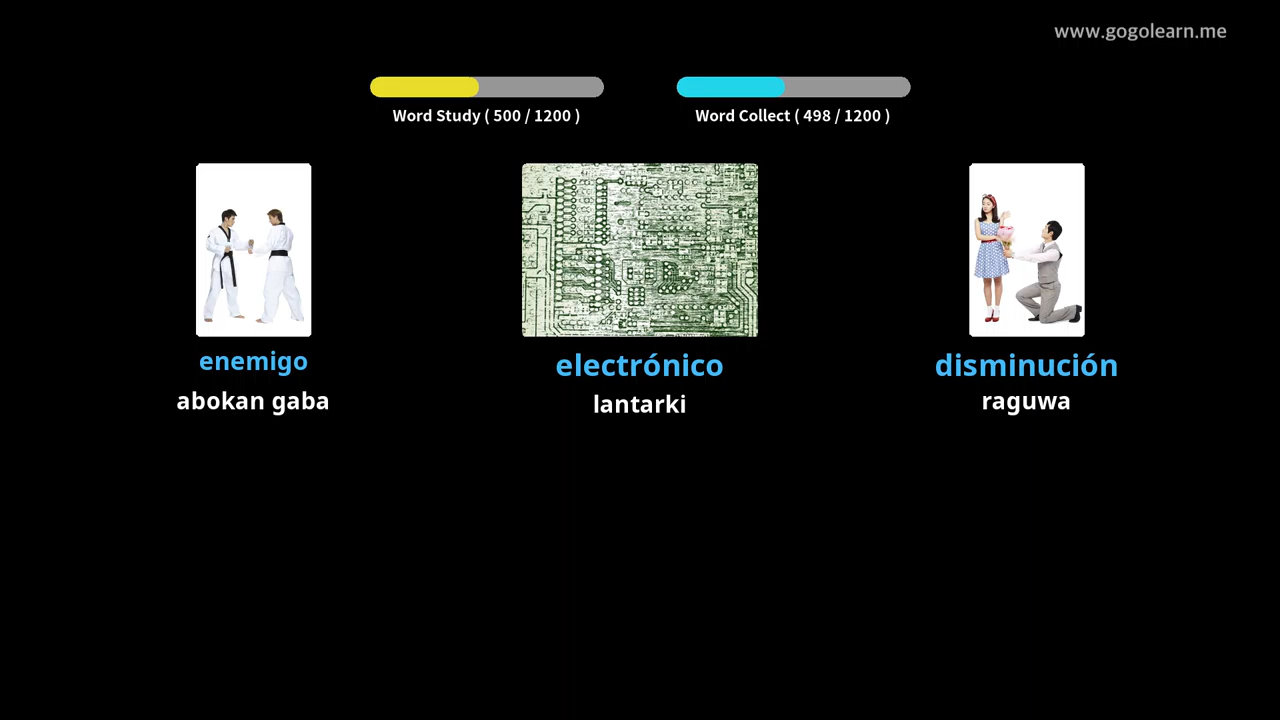 www.gogolearn.me
Word Study ( 500 / 1200 )
Word Collect ( 498 / 1200 )
enemigo
abokan gaba
electrónico
lantarki
disminución
raguwa